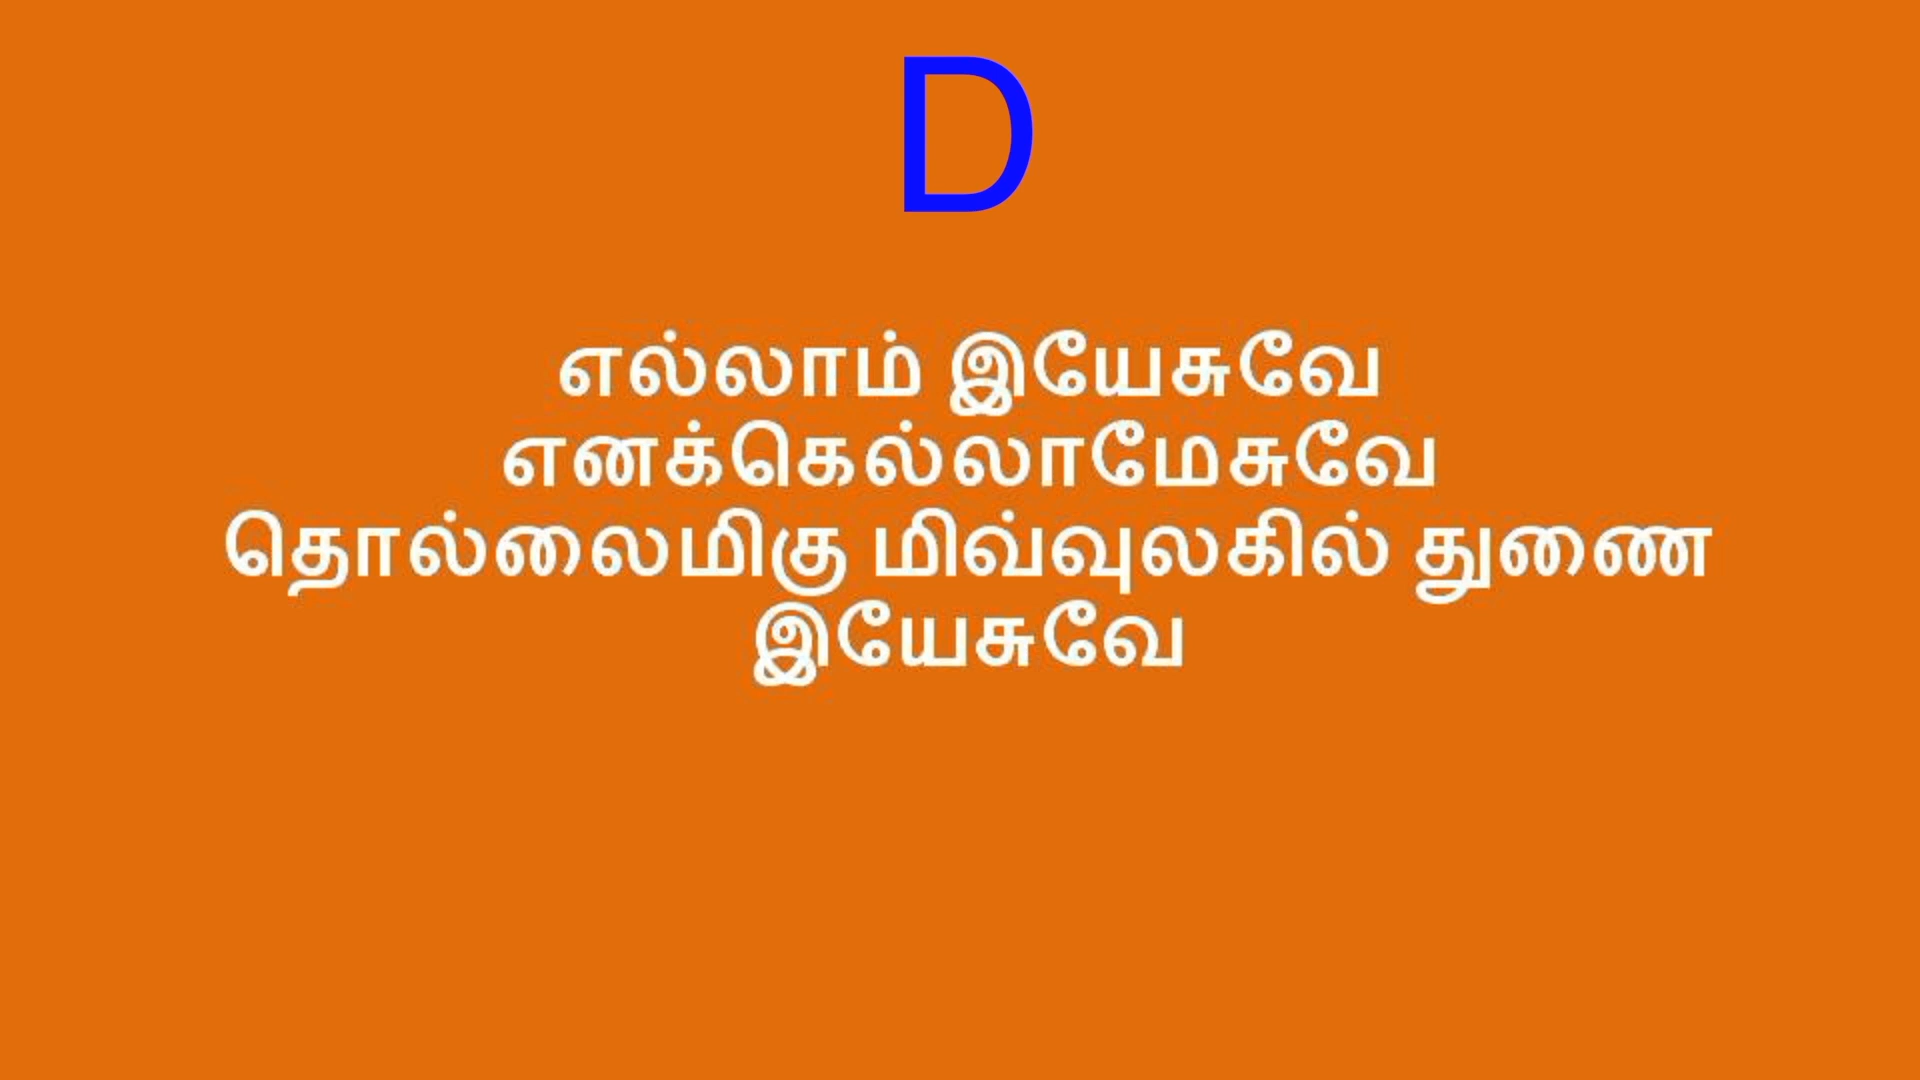 D
எல்லாம் இயேசுவே
எனக்கெல்லாமேசுவே
தொல்லைமிகு மிவ்வுலகில் துணை
இயேசுவே